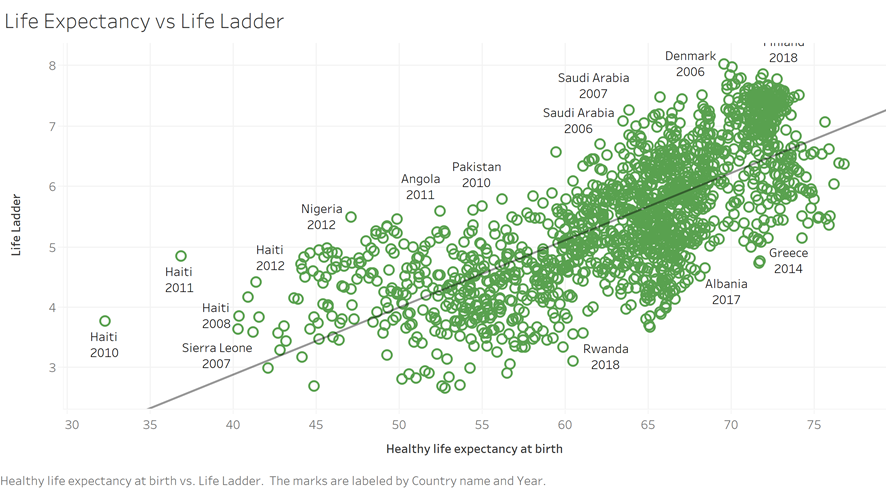 Life Expectancy vs Life Ladder
Finland
2018
8
Denmark
2006
Saudi Arabia
2007
7
Saudi Arabia
2006
6
Pakistan
2010
Angola
2011
Nigeria
2012
5
Haiti
2012
Haiti
2011
Greece
2014
Albania
2017
4
Haiti
2008
Haiti
2010
Sierra Leone
2007
Rwanda
2018
3
Life Ladder
30
35
40
45
50
55
60
65
70
75
Healthy life expectancy at birth
Healthy life expectancy at birth vs. Life Ladder. The marks are labeled by Country name and Year.